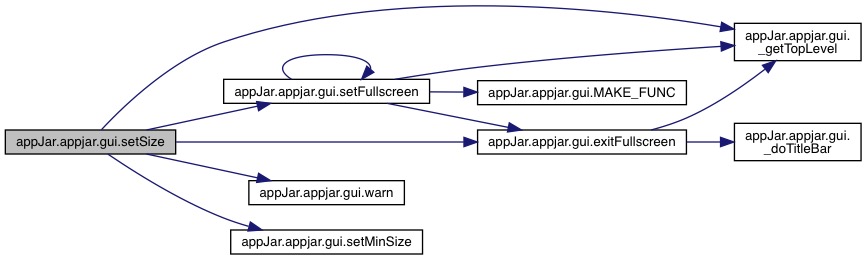 appJar.appjar.gui.
_getTopLevel
appJar.appjar.gui.setFullscreen
appJar.appjar.gui.MAKE_FUNC
appJar.appjar.gui.setSize
appJar.appjar.gui.exitFullscreen
appJar.appjar.gui.
_doTitleBar
appJar.appjar.gui.warn
appJar.appjar.gui.setMinSize